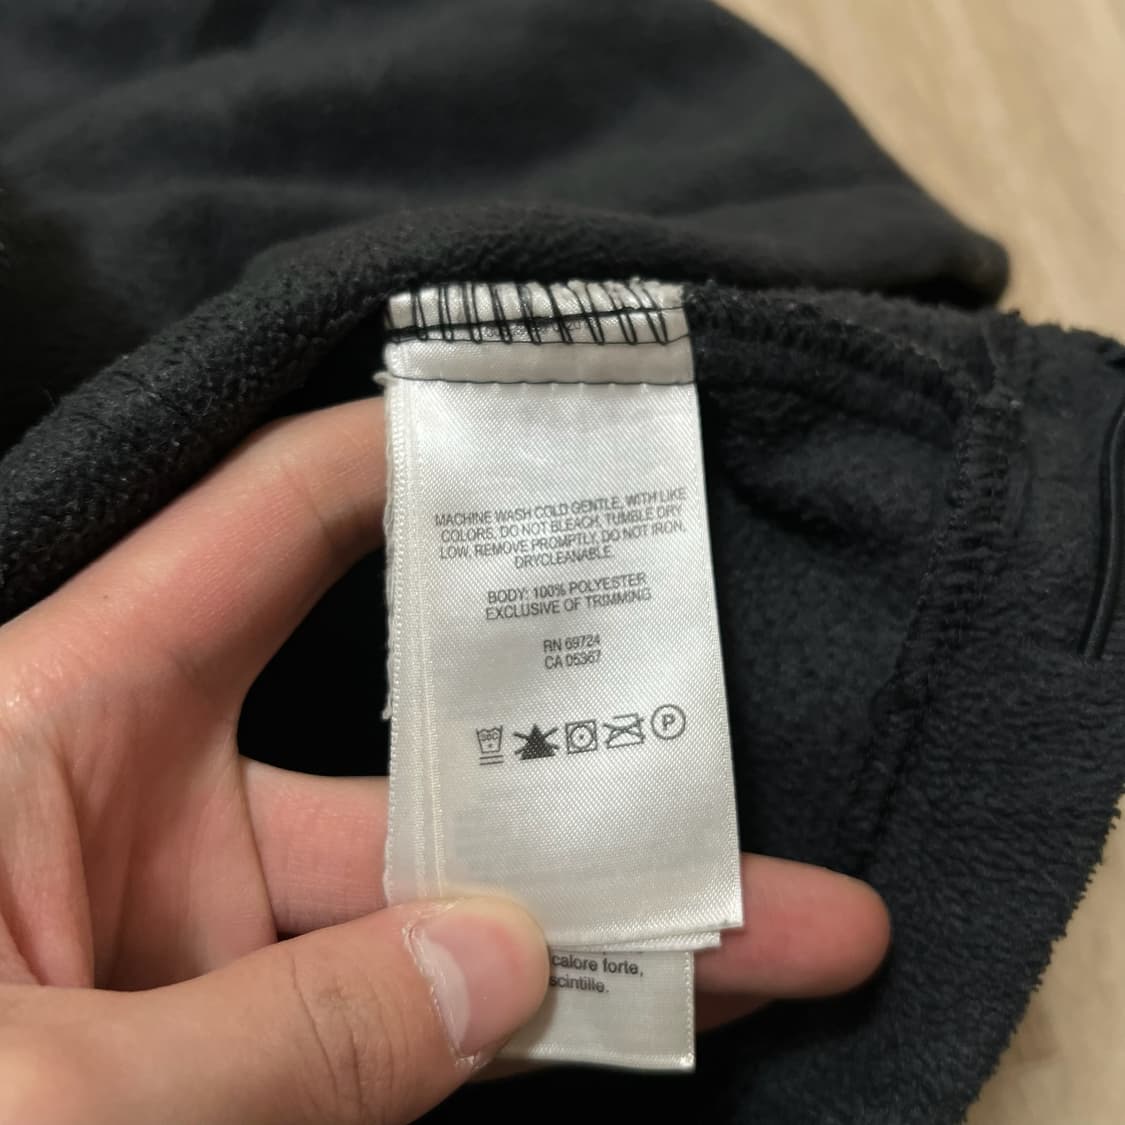 MACHINE WASH COLD GENTLE, WITH LIKE
COLORS, DO NOT BLEACH, TUMBLE DRY
LOW, REMOVE PROMPTLY, DO NOT IRON,
DRYCLEANABLE.
BODY: 100% POLYESTER
EXCLUSIVE OF TRIMMING
RN 69724
CA 05367
P
calore forte,
scintille.